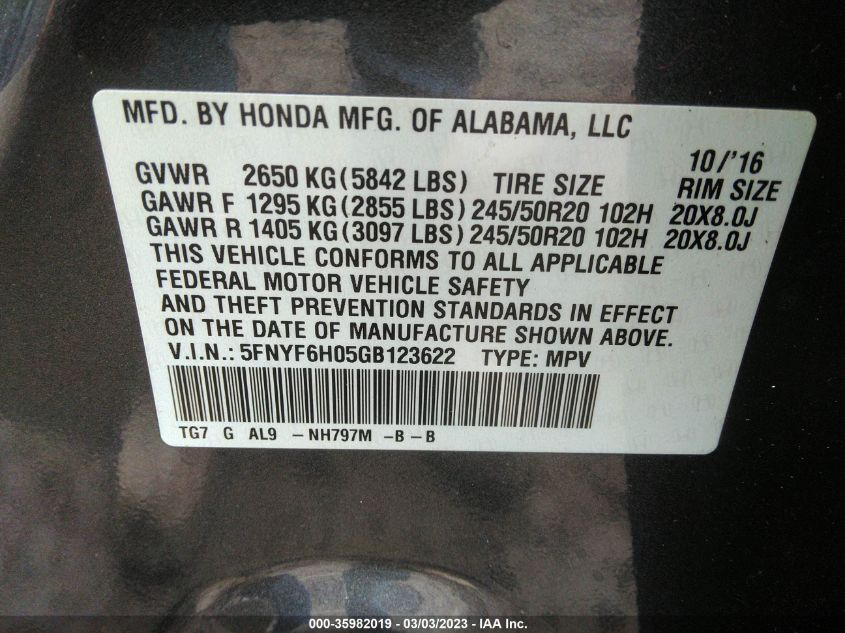 MFD. BY HONDA MFG. OF ALABAMA, LLC
10/'16
GVWR 2650 KG(5842 LBS) TIRE SIZE RIM SIZE
GAWR F 1295 KG(2855 LBS) 245/50R20 102H 20X8.0J
GAWR R 1405 KG(3097 LBS) 245/50R20 102H 20X8.0J
THIS VEHICLE CONFORMS TO ALL APPLICABLE
FEDERAL MOTOR VEHICLE SAFETY
AND THEFT PREVENTION STANDARDS IN EFFECT
ON THE DATE OF MANUFACTURE SHOWN ABOVE.
V.I.N.: 5FNYF6H05GB123622 TYPE: MPV
TG7 G AL9 -NH797M -B-B
000-35982019 - 03/03/2023 - IAA Inc.